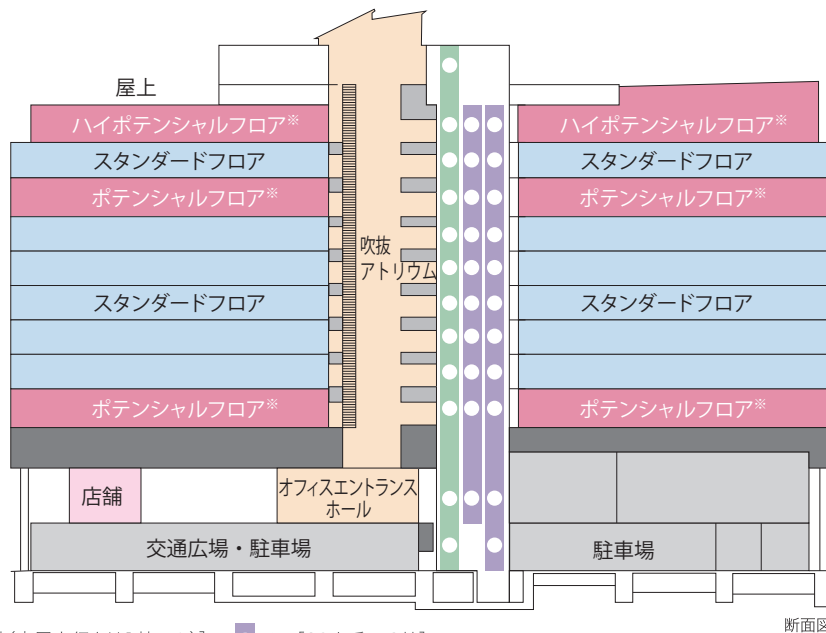 屋上
ハイポテンシャルフロア※
ハイポテンシャルフロア※
スタンダードフロア
スタンダードフロア
ポテンシャルフロア※
ポテンシャルフロア※
吹抜
アトリウム
スタンダードフロア
スタンダードフロア
ポテンシャルフロア※
ポテンシャルフロア※
店舗
オフィスエントランス
ホール
交通広場・駐車場
駐車場
断面図